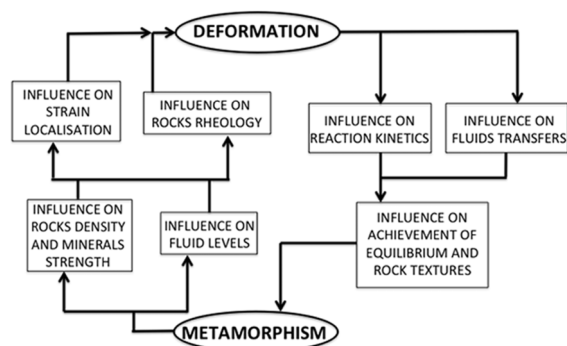 DEFORMATION
INFLUENCE ON
STRAIN
LOCALISATION
INFLUENCE ON
ROCKS RHEOLOGY
INFLUENCE ON
REACTION KINETICS
INFLUENCE ON
FLUIDS TRANSFERS
INFLUENCE ON
ROCKS DENSITY
AND MINERALS
STRENGTH
INFLUENCE ON
FLUID LEVELS
INFLUENCE ON
ACHIEVEMENT OF
EQUILIBRIUM AND
ROCK TEXTURES
METAMORPHISM